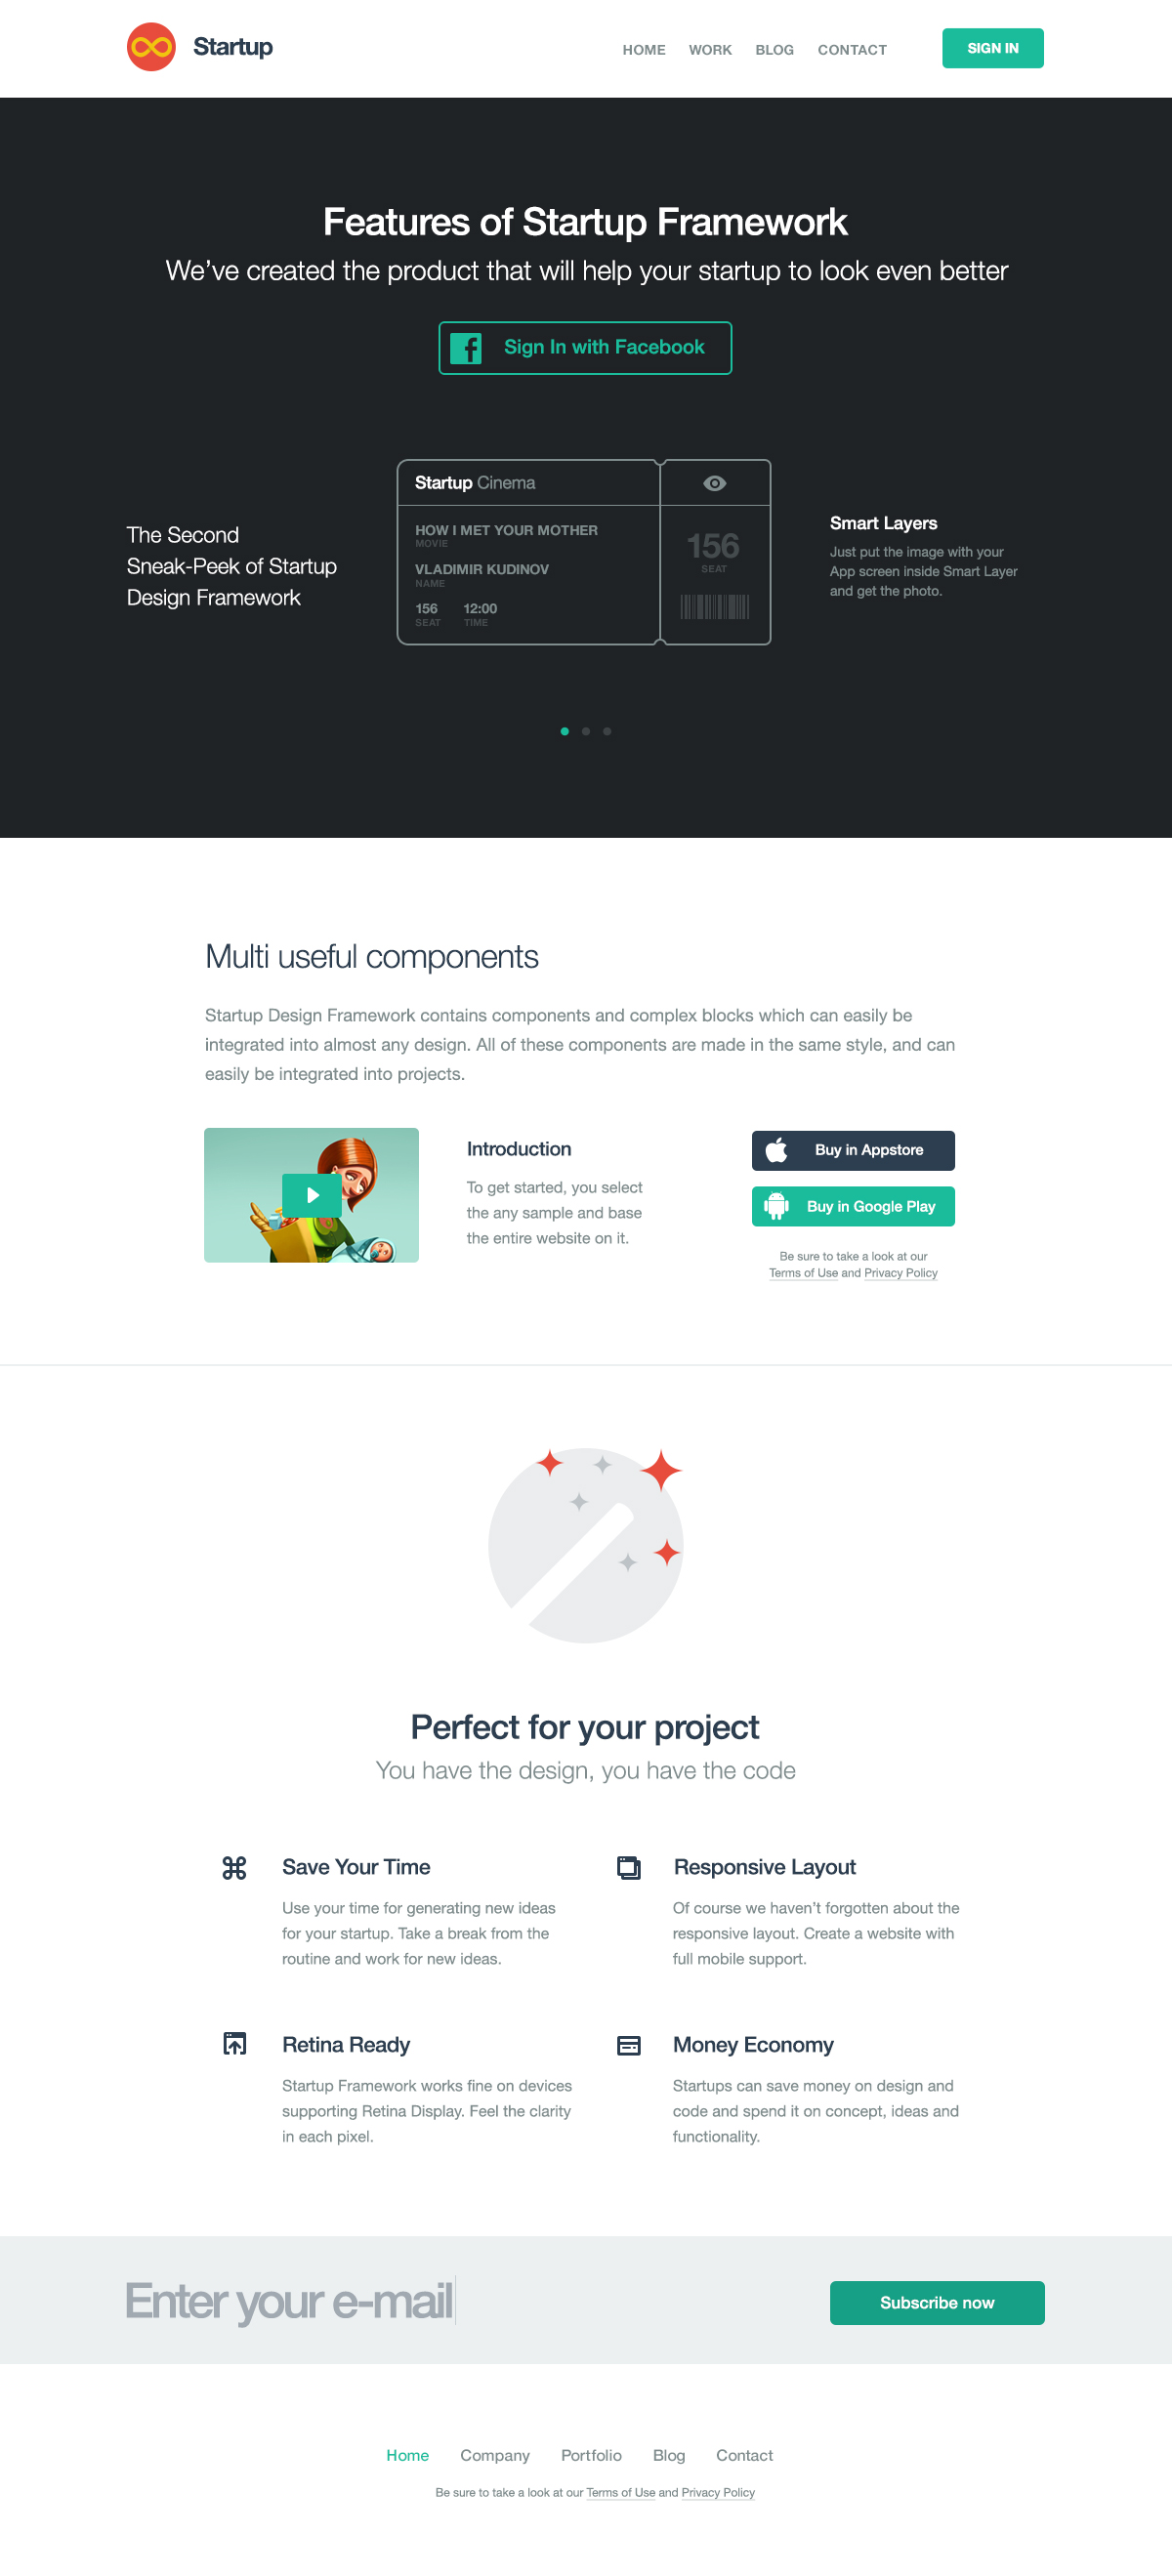 Startup
HOME WORK BLOG CONTACT
SIGN IN
Features of Startup Framework
We’ve created the product that will help your startup to look even better
Sign In with Facebook
The Second
Sneak-Peek of Startup
Design Framework
Startup Cinema
HOW I MET YOUR MOTHER
MOVIE
VLADIMIR KUDINOV
NAME
156 12:00
SEAT TIME
156
SEAT
Smart Layers
Just put the image with your
App screen inside Smart Layer
and get the photo.
Multi useful components
Startup Design Framework contains components and complex blocks which can easily be
integrated into almost any design. All of these components are made in the same style, and can
easily be integrated into projects.
Introduction
To get started, you select
the any sample and base
the entire website on it.
Buy in Appstore
Buy in Google Play
Be sure to take a look at our
Terms of Use and Privacy Policy
Perfect for your project
You have the design, you have the code
Save Your Time
Use your time for generating new ideas
for your startup. Take a break from the
routine and work for new ideas.
Responsive Layout
Of course we haven’t forgotten about the
responsive layout. Create a website with
full mobile support.
Retina Ready
Startup Framework works fine on devices
supporting Retina Display. Feel the clarity
in each pixel.
Money Economy
Startups can save money on design and
code and spend it on concept, ideas and
functionality.
Enter your e-mail
Subscribe now
Home Company Portfolio Blog Contact
Be sure to take a look at our Terms of Use and Privacy Policy